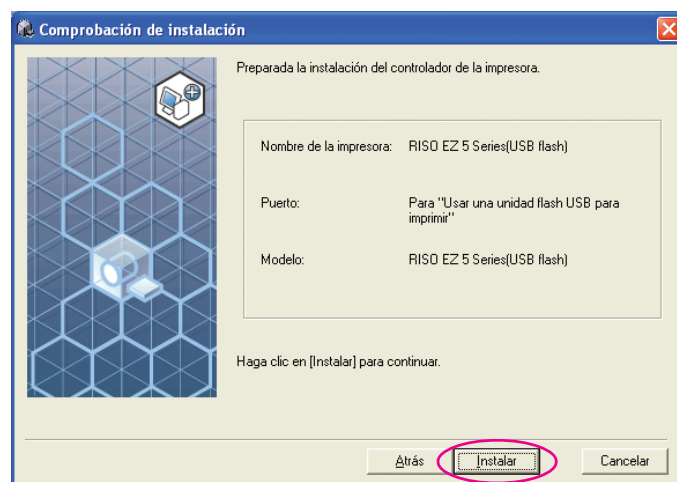 Comprobación de instalación
Preparada la instalación del controlador de la impresora.
Nombre de la impresora: RISO EZ 5 Series(USB flash)
Puerto: Para "Usar una unidad flash USB para
imprimir"
Modelo: RISO EZ 5 Series(USB flash)
Haga clic en [Instalar] para continuar.
Atrás Instalar Cancelar